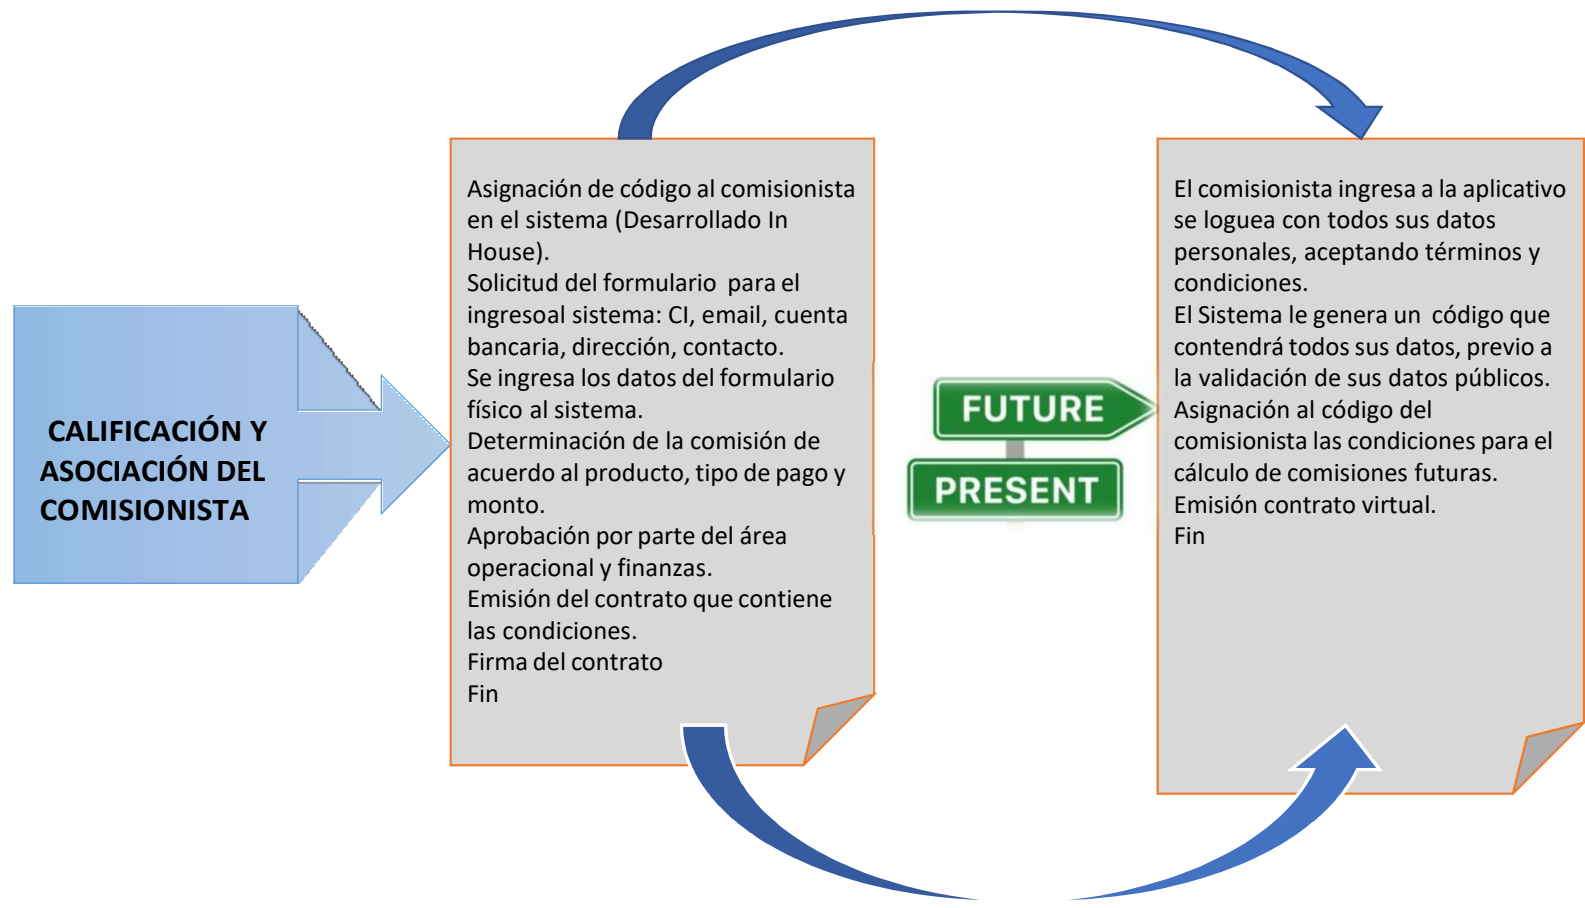 CALIFICACIÓN Y
ASOCIACIÓN DEL
COMISIONISTA
Asignación de código al comisionista
en el sistema (Desarrollado In
House).
Solicitud del formulario para el
ingresoal sistema: CI, email, cuenta
bancaria, dirección, contacto.
Se ingresa los datos del formulario
físico al sistema.
Determinación de la comisión de
acuerdo al producto, tipo de pago y
monto.
Aprobación por parte del área
operacional y finanzas.
Emisión del contrato que contiene
las condiciones.
Firma del contrato
Fin
FUTURE
PRESENT
El comisionista ingresa a la aplicativo
se loguea con todos sus datos
personales, aceptando términos y
condiciones.
El Sistema le genera un código que
contendrá todos sus datos, previo a
la validación de sus datos públicos.
Asignación al código del
comisionista las condiciones para el
cálculo de comisiones futuras.
Emisión contrato virtual.
Fin